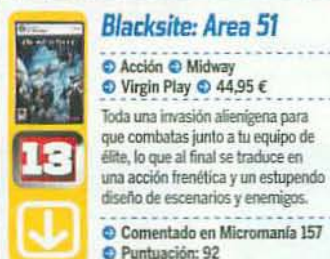 Blacksite: Area 51
Acción Midway
Virgin Play 44,95 €
Toda una invasión alienígena para
que combatas junto a tu equipo de
élite, lo que al final se traduce en
una acción frenética y un estupendo
diseño de escenarios y enemigos.
13
Comentado en Micromanía 157
Puntuación: 92